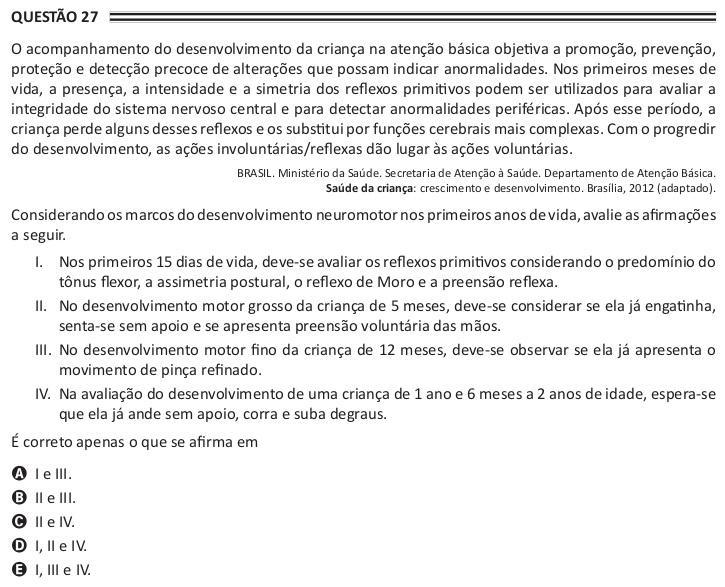 QUESTÃO 27
O acompanhamento do desenvolvimento da criança na atenção básica objetiva a promoção, prevenção,
proteção e detecção precoce de alterações que possam indicar anormalidades. Nos primeiros meses de
vida, a presença, a intensidade e a simetria dos reflexos primitivos podem ser utilizados para avaliar a
integridade do sistema nervoso central e para detectar anormalidades periféricas. Após esse período, a
criança perde alguns desses reflexos e os substitui por funções cerebrais mais complexas. Com o progredir
do desenvolvimento, as ações involuntárias/reflexas dão lugar às ações voluntárias.
BRASIL. Ministério da Saúde. Secretaria de Atenção à Saúde. Departamento de Atenção Básica.
Saúde da criança: crescimento e desenvolvimento. Brasília, 2012 (adaptado).
Considerando os marcos do desenvolvimento neuromotor nos primeiros anos de vida, avalie as afirmações
a seguir.
I. Nos primeiros 15 dias de vida, deve-se avaliar os reflexos primitivos considerando o predomínio do
tônus flexor, a assimetria postural, o reflexo de Moro e a preensão reflexa.
II. No desenvolvimento motor grosso da criança de 5 meses, deve-se considerar se ela já engatinha,
senta-se sem apoio e se apresenta preensão voluntária das mãos.
III. No desenvolvimento motor fino da criança de 12 meses, deve-se observar se ela já apresenta o
movimento de pinça refinado.
IV. Na avaliação do desenvolvimento de uma criança de 1 ano e 6 meses a 2 anos de idade, espera-se
que ela já ande sem apoio, corra e suba degraus.
É correto apenas o que se afirma em
A I e III.
B II e III.
C II e IV.
D I, II e IV.
E I, III e IV.